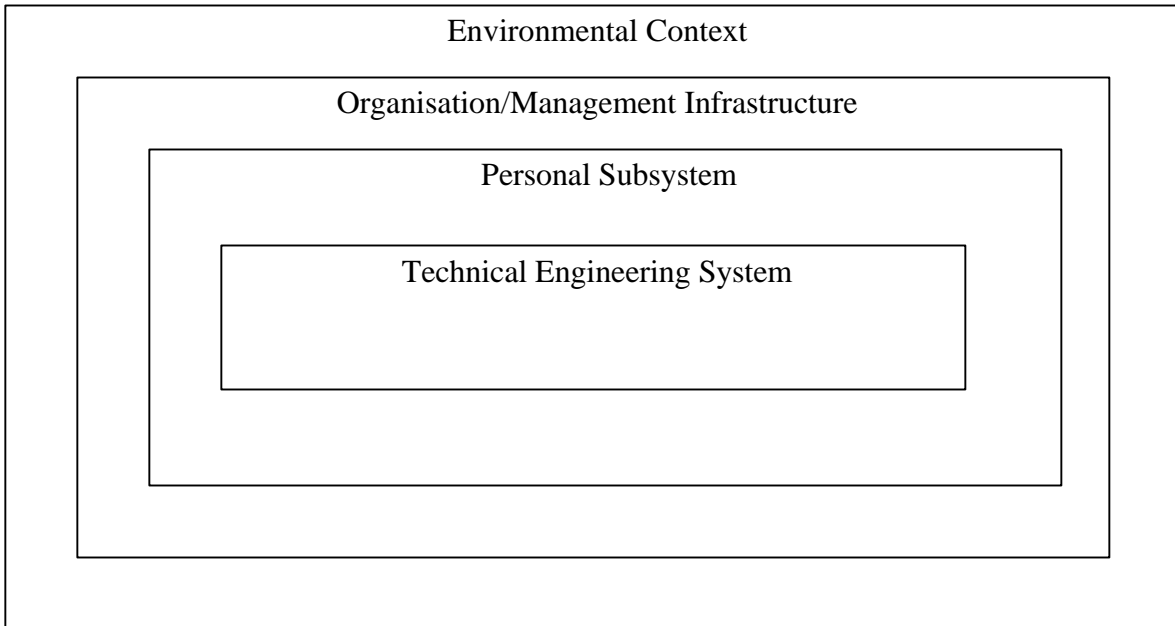 Environmental Context
Organisation/Management Infrastructure
Personal Subsystem
Technical Engineering System